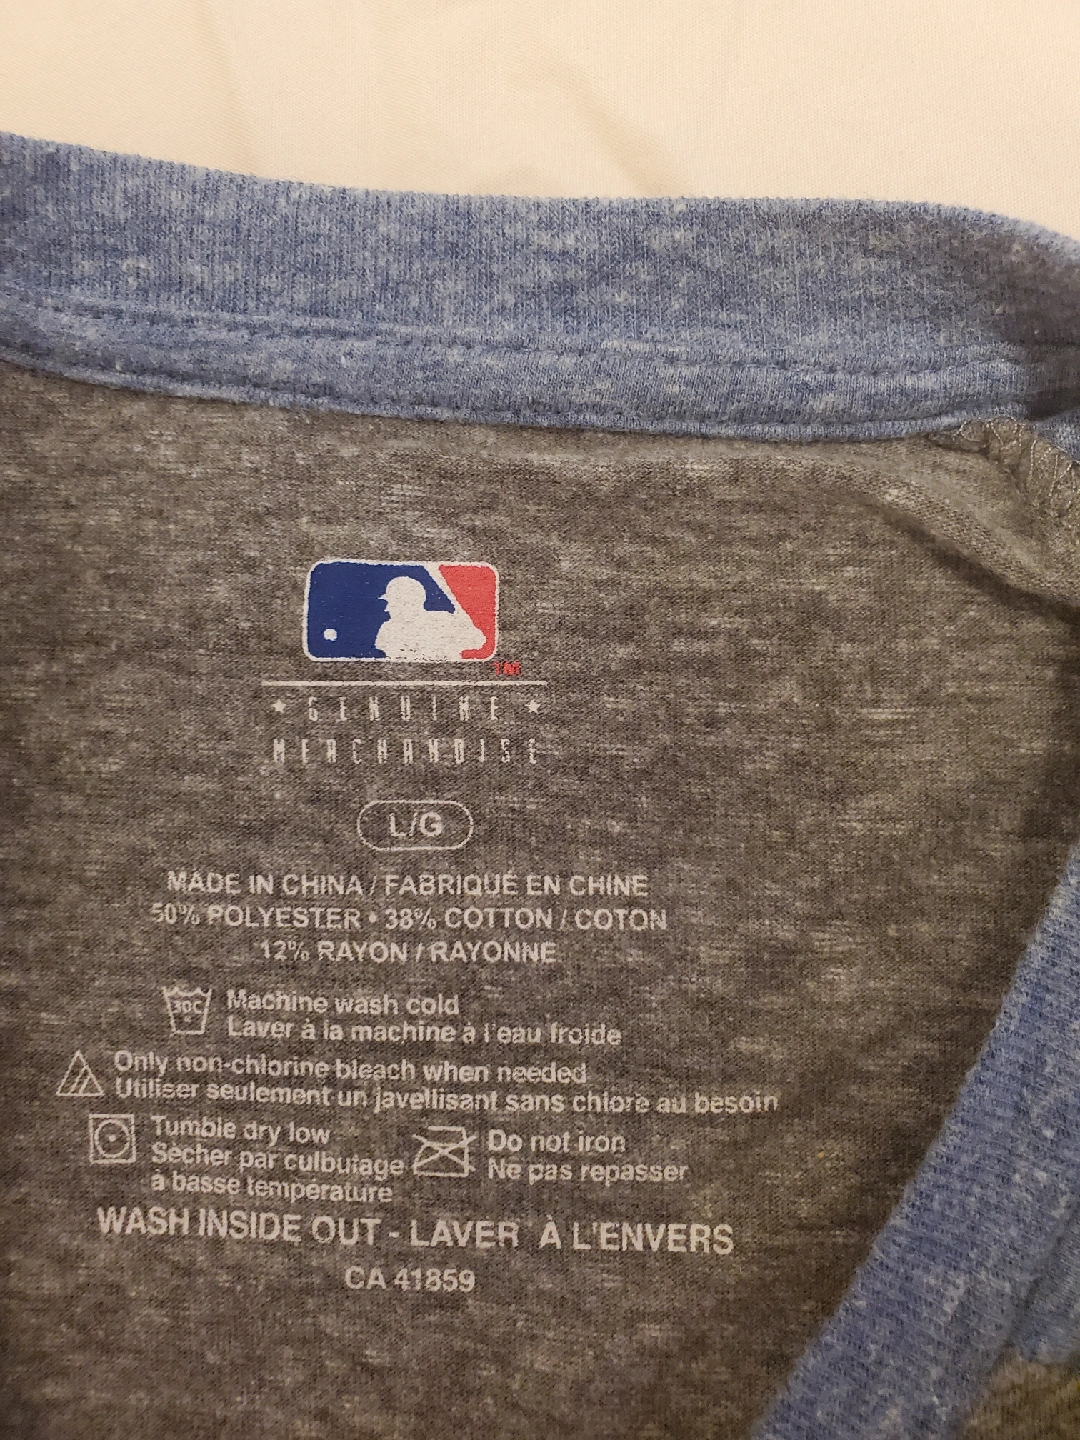 TM
★ GENUINE ★
MERCHANDISE
L/G
MADE IN CHINA / FABRIQUÉ EN CHINE
50% POLYESTER • 38% COTTON / COTON
12% RAYON / RAYONNE
30C
Machine wash cold
Laver à la machine à l'eau froide
Only non-chlorine bleach when needed
Utiliser seulement un javellisant sans chlore au besoin
Tumble dry low
Sécher par culbutage
à basse température
Do not iron
Ne pas repasser
WASH INSIDE OUT - LAVER À L'ENVERS
CA 41859